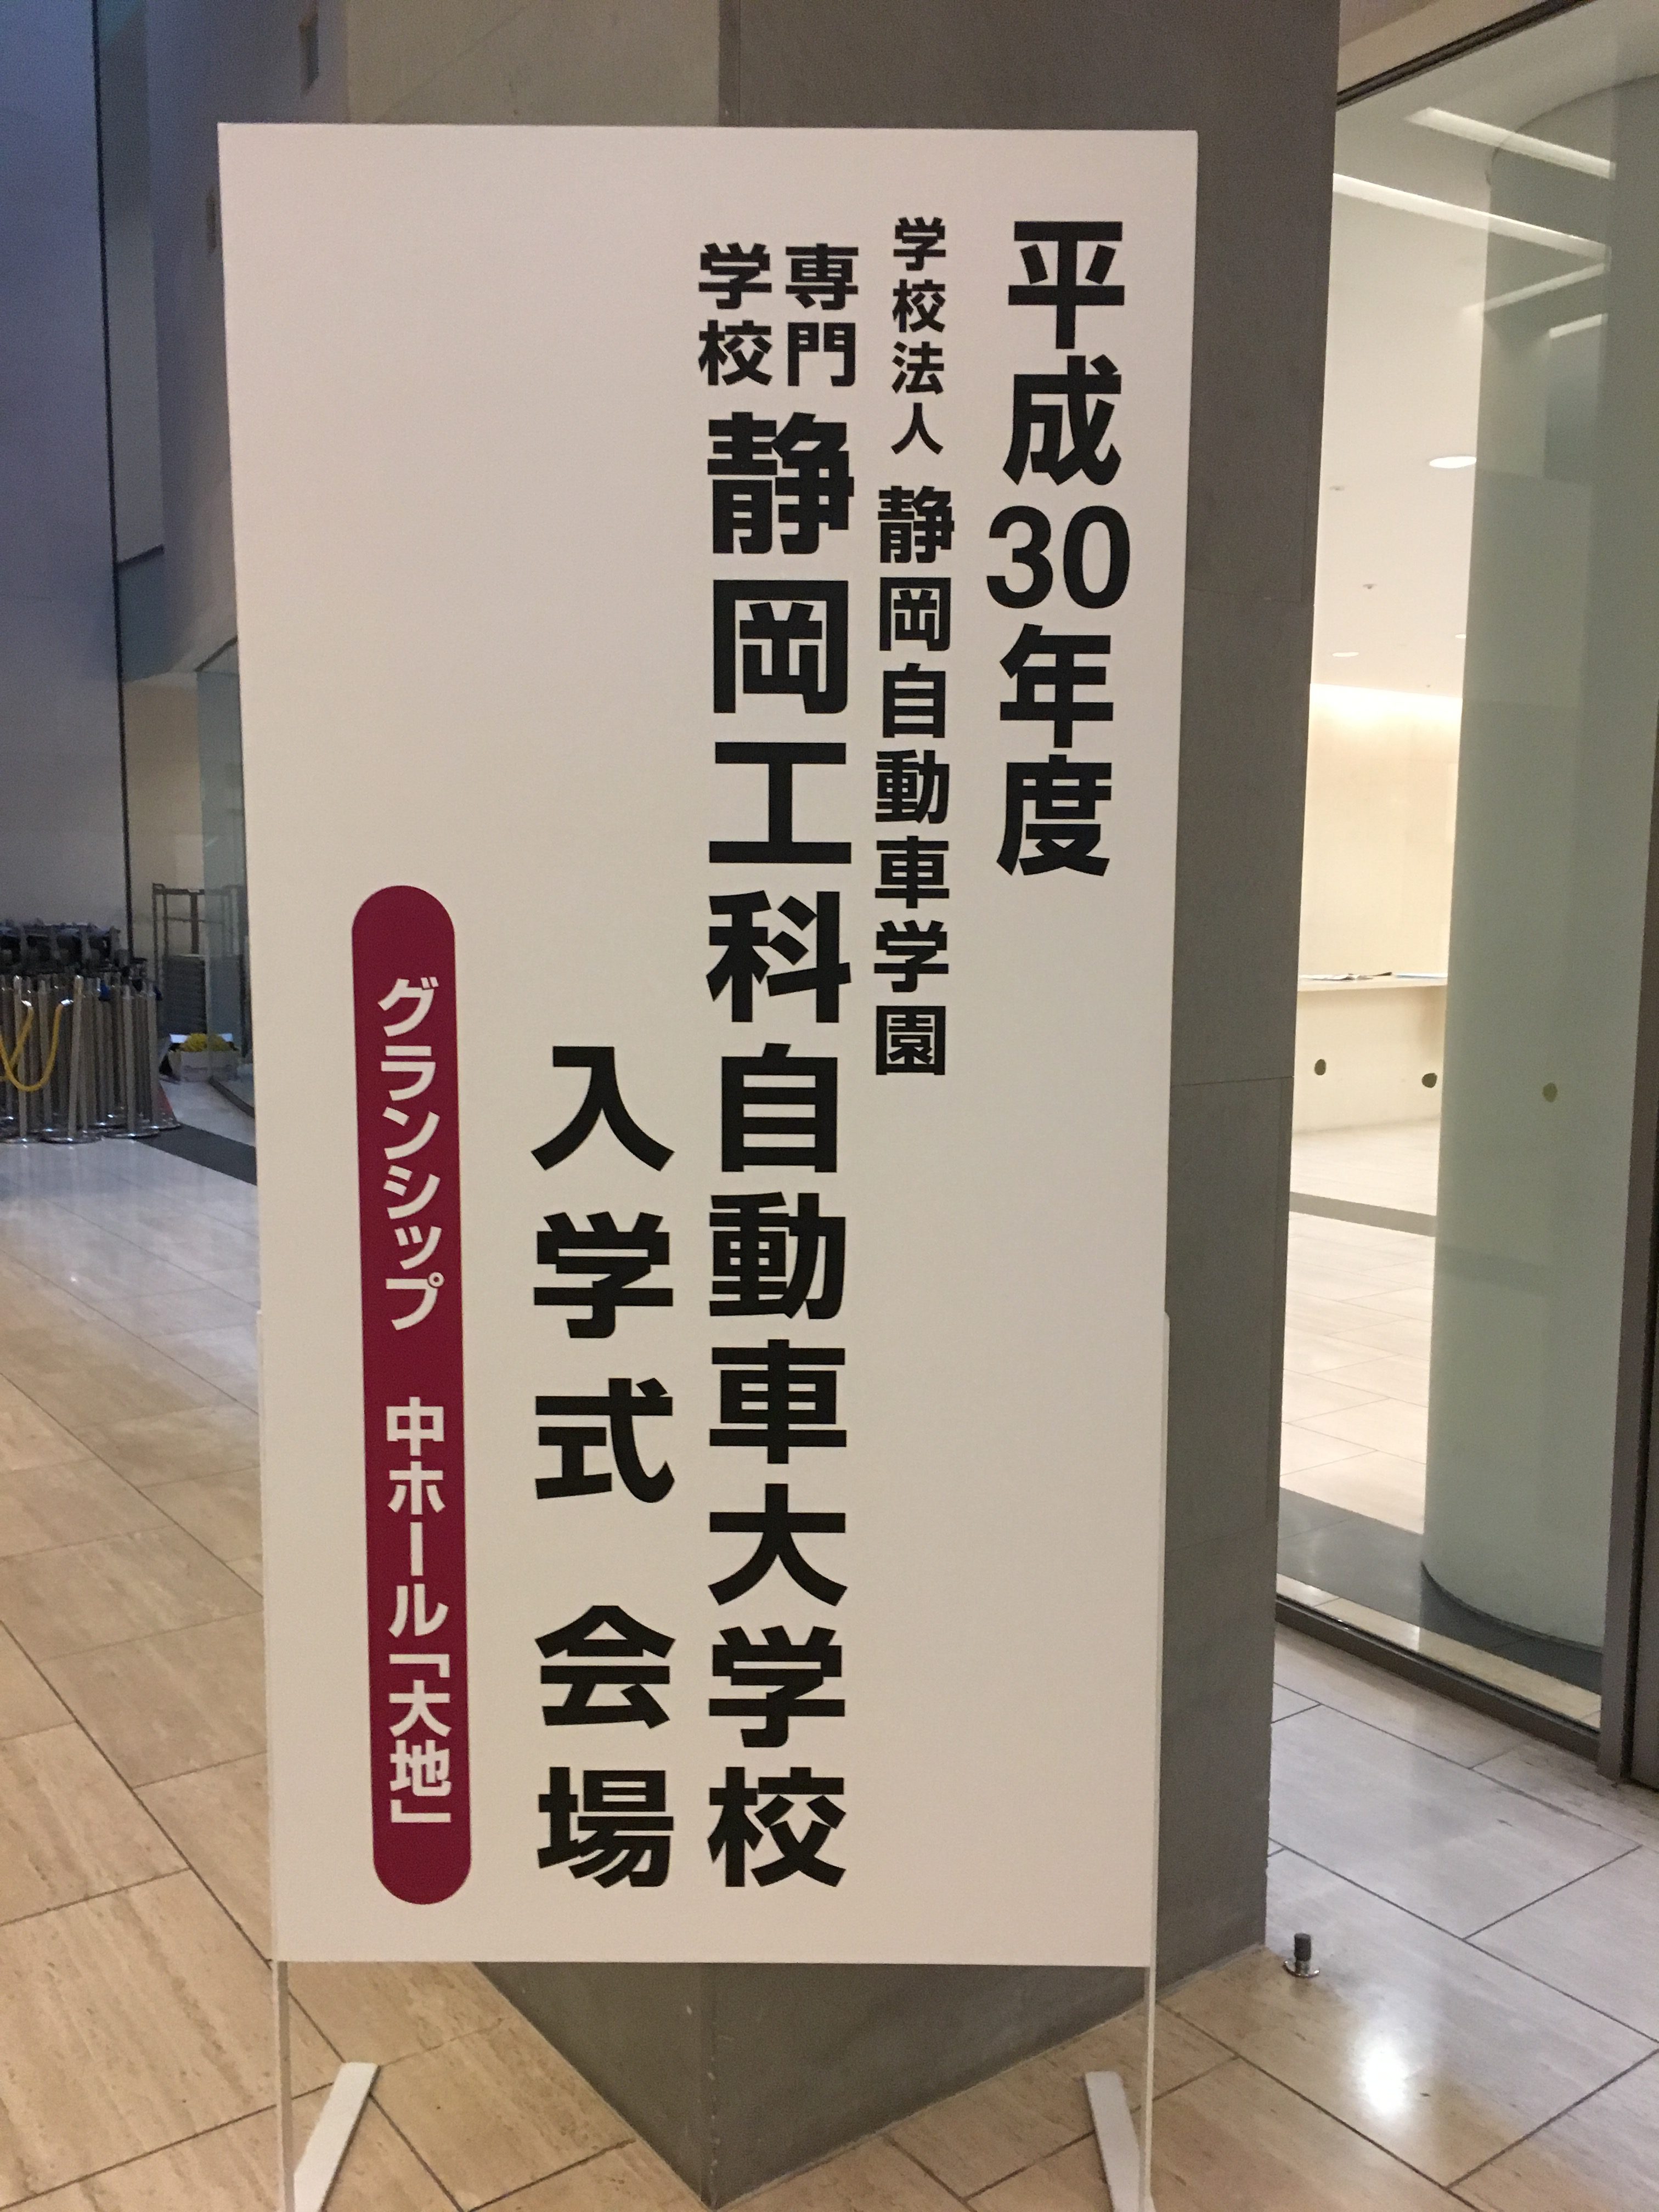 平成30年度
学校法人 静岡自動車学園
専門学校 静岡工科自動車大学校
入学式 会場
グランシップ 中ホール「大地」